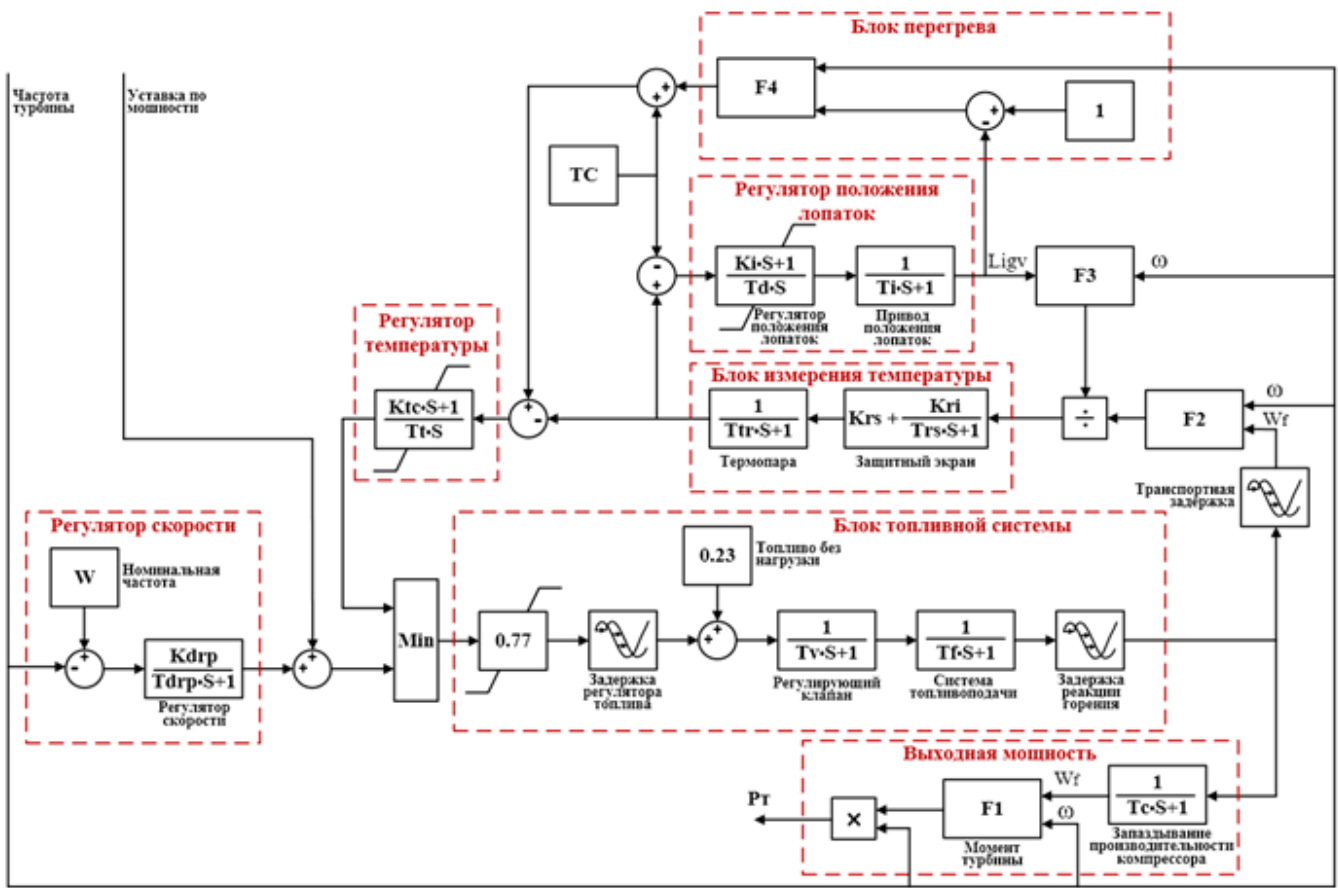 Блок перегрева
Частота
турбины
Уставка по
мошности
F4
1
TC
Регулятор положения
лопаток
Ki•S+1
Td•S
1
Ti•S+1
Ligv
F3
ω
Регулятор
положения
лопаток
Привод
положения
лопаток
Регулятор
температуры
Ktc•S+1
Tt•S
Блок измерения температуры
1
Ttr•S+1
Krs +
Kri
Trs•S+1
÷
F2
ω
Wf
Термопара
Защитный экран
Транспортная
задержка
Регулятор скорости
W
Номинальная
частота
Kdrp
Tdrp•S+1
Регулятор
скорости
Min
Блок топливной системы
0.23
Топливо без
нагрузки
0.77
Задержка
регулятора
топлива
1
Tv•S+1
Регулирующий
клапан
1
Tf•S+1
Система
топливоподачи
Задержка
реакции
горения
Выходная мощность
Pт
×
F1
Момент
турбины
Wf
ω
1
Tc•S+1
Запаздывание
производительности
компрессора